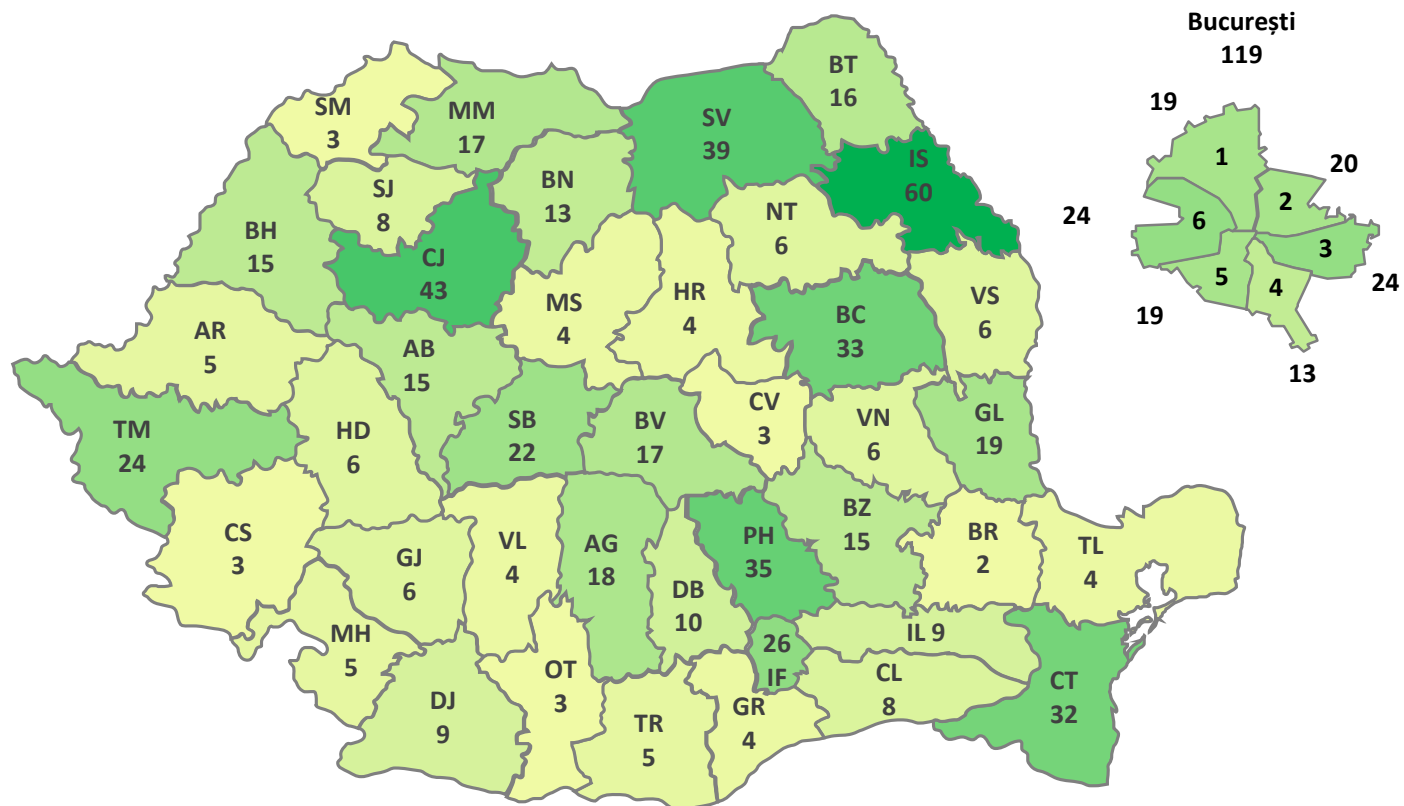 București
119
19
1
20
2
24
6
3
24
5
4
19
13
SM
3
MM
17
SV
39
BT
16
IS
60
SJ
8
BN
13
NT
6
BH
15
CJ
43
MS
4
HR
4
BC
33
VS
6
AR
5
AB
15
TM
24
HD
6
SB
22
BV
17
CV
3
VN
6
GL
19
CS
3
GJ
6
VL
4
AG
18
DB
10
PH
35
BZ
15
BR
2
TL
4
MH
5
DJ
9
OT
3
TR
5
GR
4
26
IF
IL 9
CL
8
CT
32